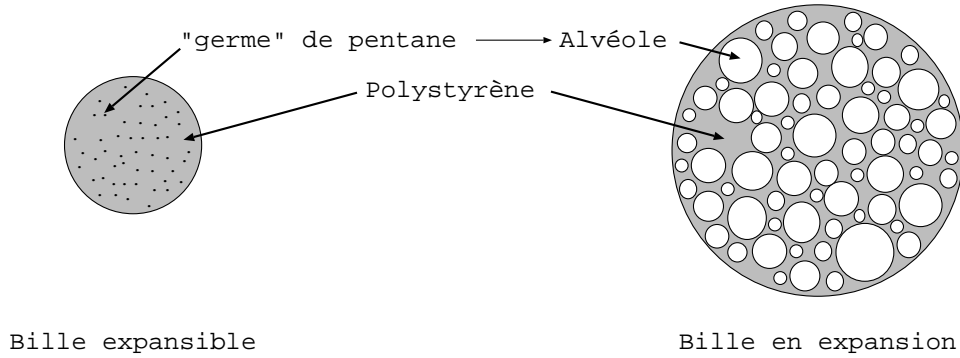 "germe" de pentane
Alvéole
Polystyrène
Bille expansible
Bille en expansion